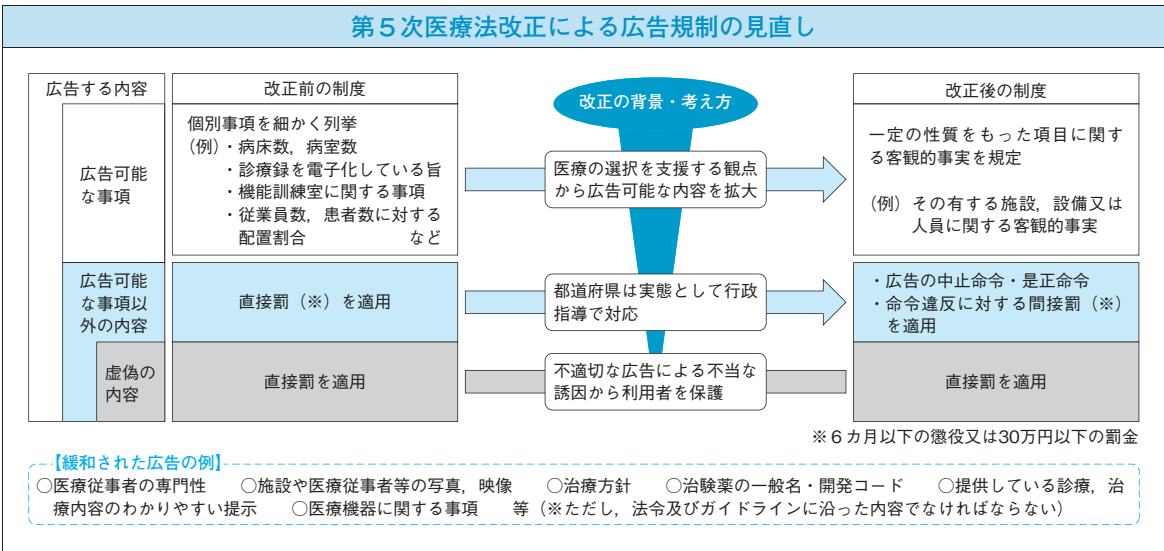 第5次医療法改正による広告規制の見直し
広告する内容
改正前の制度
改正の背景・考え方
改正後の制度
広告可能
な事項
個別事項を細かく列挙
(例)・病床数，病室数
・診療録を電子化している旨
・機能訓練室に関する事項
・従業員数，患者数に対する
配置割合　　　　　　など
医療の選択を支援する観点
から広告可能な内容を拡大
一定の性質をもった項目に関す
る客観的事実を規定
(例) その有する施設，設備又は
人員に関する客観的事実
広告可能
な事項以
外の内容
直接罰（※）を適用
都道府県は実態として行政
指導で対応
・広告の中止命令・是正命令
・命令違反に対する間接罰（※）
を適用
虚偽の
内容
直接罰を適用
不適切な広告による不当な
誘因から利用者を保護
直接罰を適用
※６カ月以下の懲役又は30万円以下の罰金
【緩和された広告の例】
○医療従事者の専門性　○施設や医療従事者等の写真，映像　○治療方針　○治験薬の一般名・開発コード　○提供している診療，治
療内容のわかりやすい提示　○医療機器に関する事項　等（※ただし，法令及びガイドラインに沿った内容でなければならない）